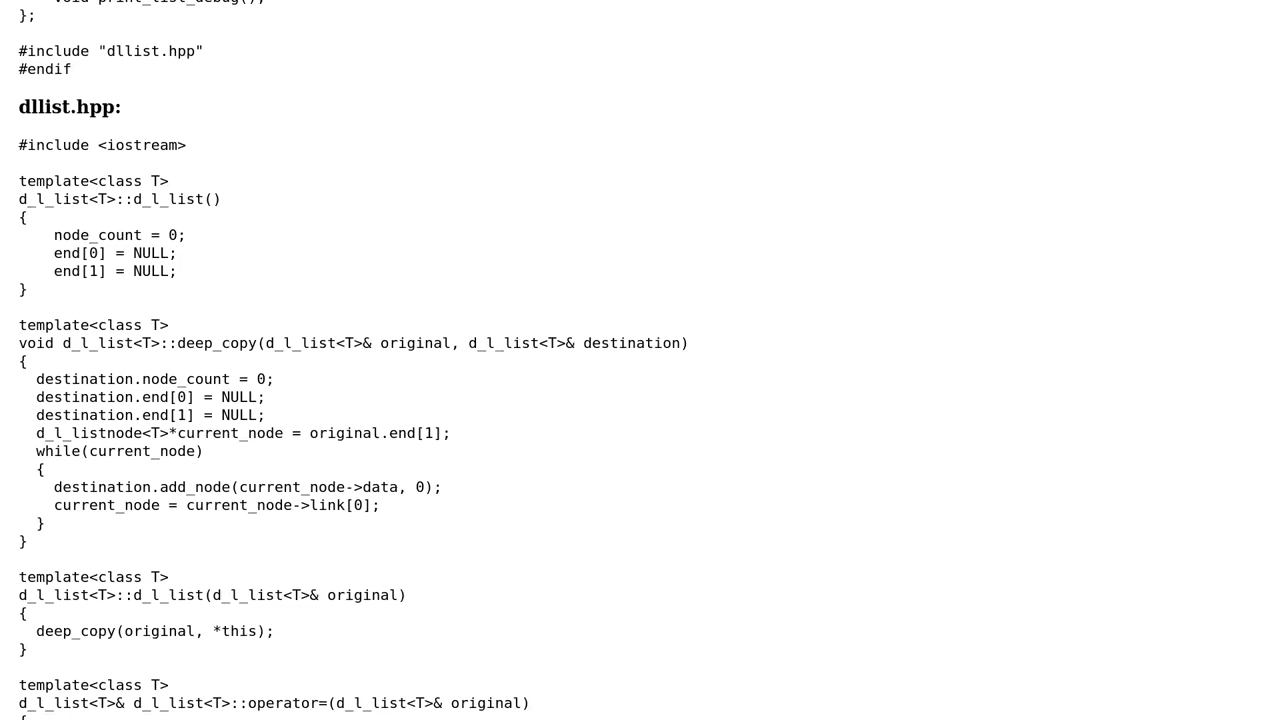 void print_list_debug();
};

#include "dllist.hpp"
#endif

dllist.hpp:

#include <iostream>

template<class T>
d_l_list<T>::d_l_list()
{
    node_count = 0;
    end[0] = NULL;
    end[1] = NULL;
}

template<class T>
void d_l_list<T>::deep_copy(d_l_list<T>& original, d_l_list<T>& destination)
{
  destination.node_count = 0;
  destination.end[0] = NULL;
  destination.end[1] = NULL;
  d_l_listnode<T>*current_node = original.end[1];
  while(current_node)
  {
    destination.add_node(current_node->data, 0);
    current_node = current_node->link[0];
  }
}

template<class T>
d_l_list<T>::d_l_list(d_l_list<T>& original)
{
  deep_copy(original, *this);
}

template<class T>
d_l_list<T>& d_l_list<T>::operator=(d_l_list<T>& original)
{